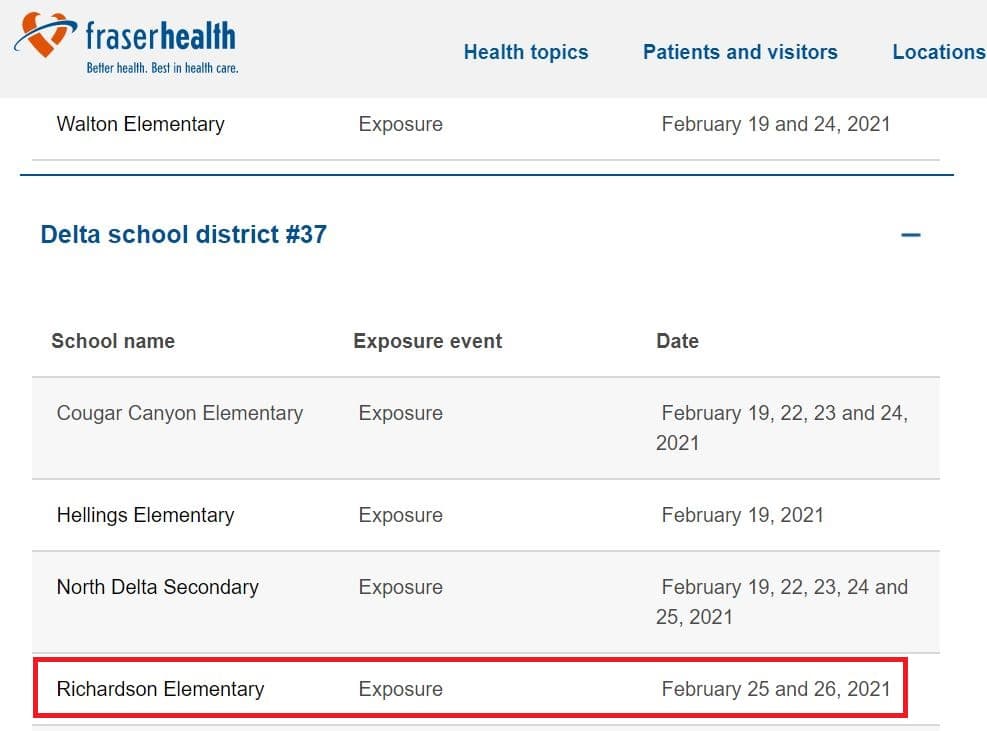 fraserhealth
Better health. Best in health care.
Health topics Patients and visitors Locations
Walton Elementary Exposure February 19 and 24, 2021
Delta school district #37
School name Exposure event Date
Cougar Canyon Elementary Exposure February 19, 22, 23 and 24,
2021
Hellings Elementary Exposure February 19, 2021
North Delta Secondary Exposure February 19, 22, 23, 24 and
25, 2021
Richardson Elementary Exposure February 25 and 26, 2021